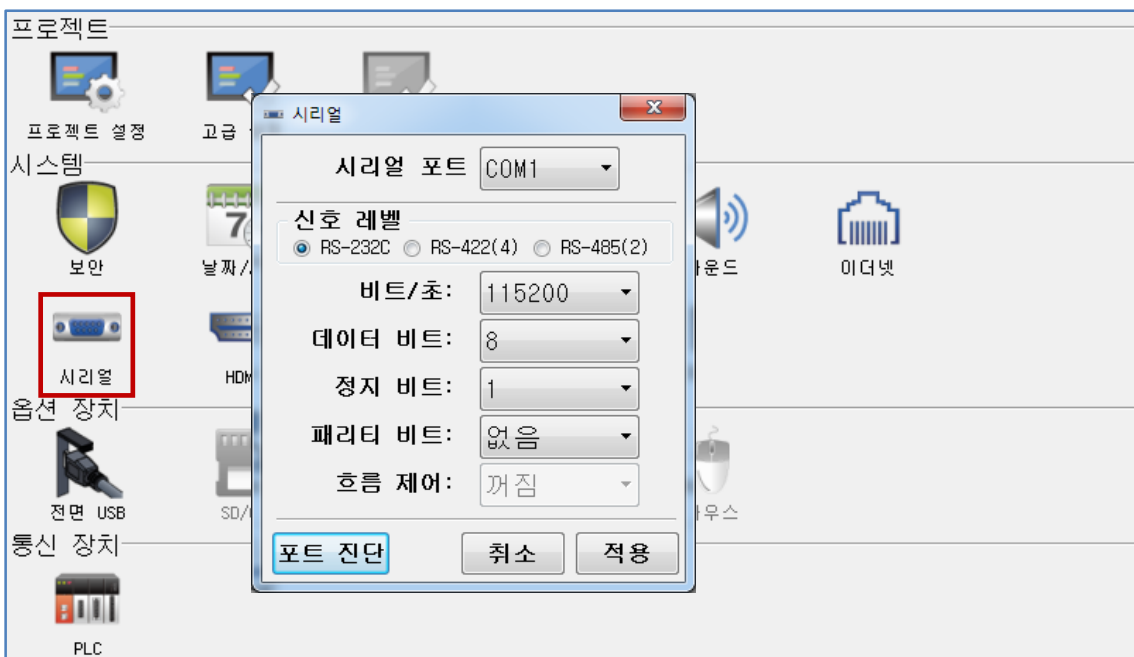 프로젝트
프로젝트 설정
고급
시스템
보안
날짜/
운드
이더넷
시리얼
HDM
옵션 장치
전면 USB
SD/
우스
통신 장치
PLC
시리얼
시리얼 포트 COM1
신호 레벨
RS-232C RS-422(4) RS-485(2)
비트/초: 115200
데이터 비트: 8
정지 비트: 1
패리티 비트: 없음
흐름 제어: 꺼짐
포트 진단 취소 적용